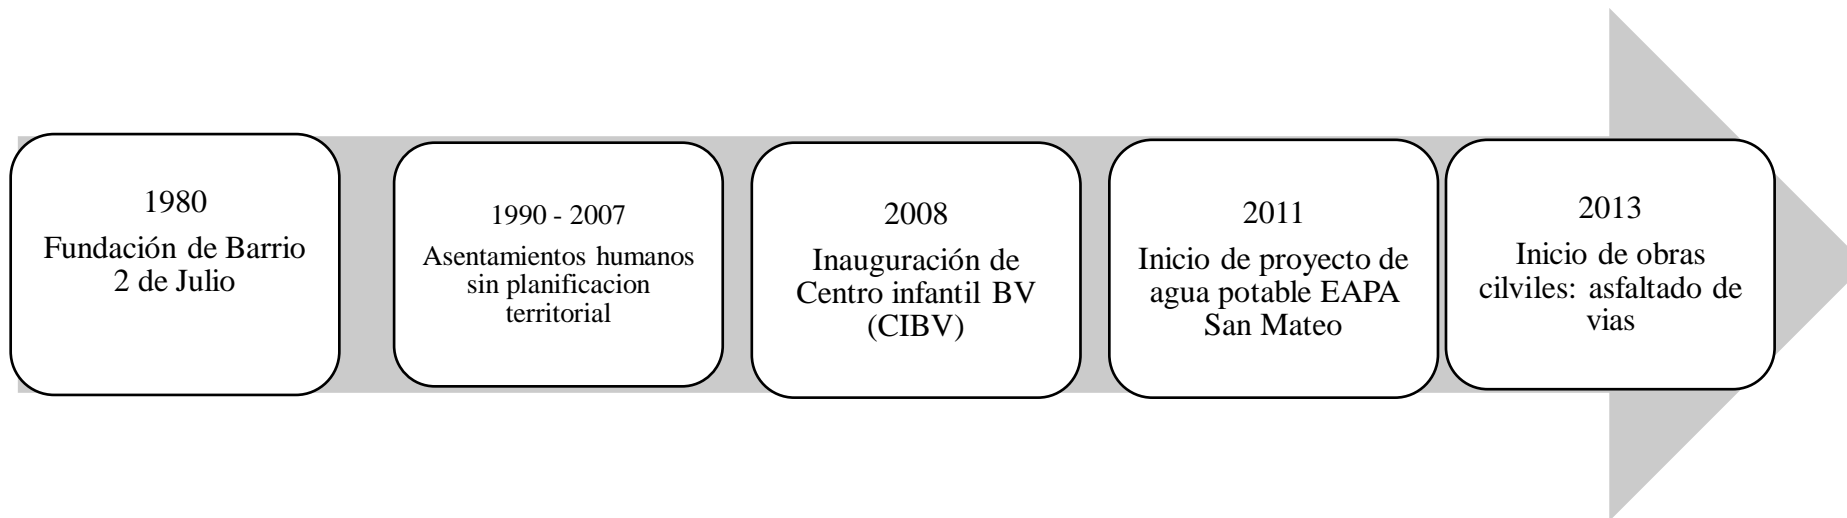 1980
Fundación de Barrio
2 de Julio
1990 - 2007
Asentamientos humanos
sin planificacion
territorial
2008
Inauguración de
Centro infantil BV
(CIBV)
2011
Inicio de proyecto de
agua potable EAPA
San Mateo
2013
Inicio de obras
cilviles: asfaltado de
vias